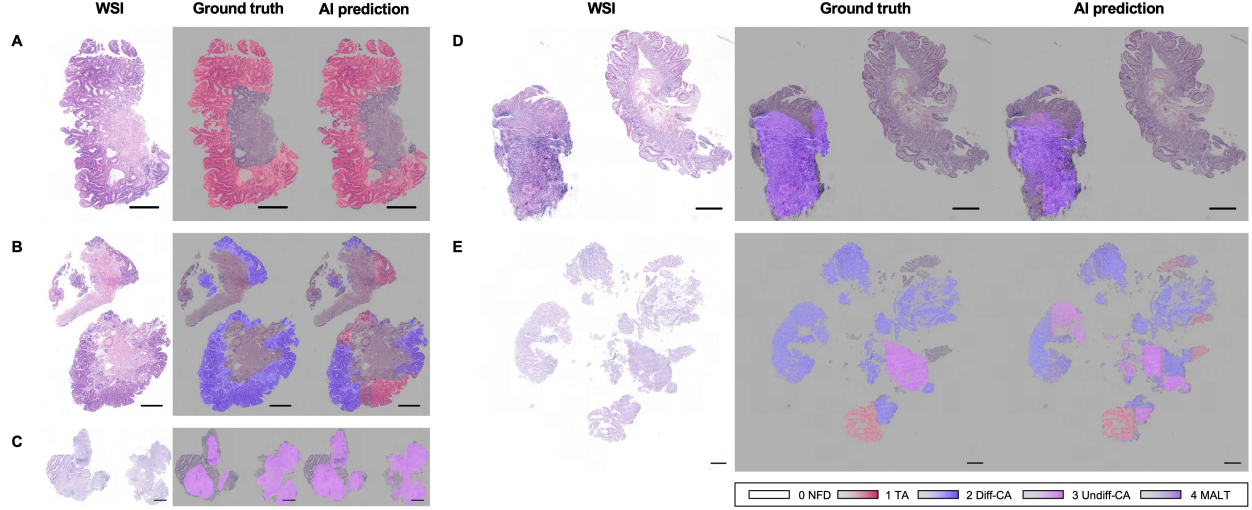 WSI Ground truth AI prediction WSI Ground truth AI prediction
A
D
B
E
C
0 NFD 1 TA 2 Diff-CA 3 Undiff-CA 4 MALT